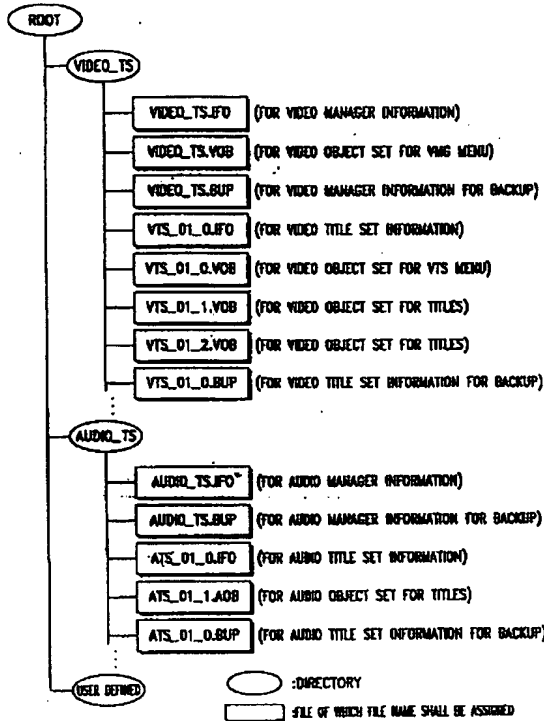 ROOT
VIDEO_TS
VIDEO_TS.IFO (FOR VIDEO MANAGER INFORMATION)
VIDEO_TS.VOB (FOR VIDEO OBJECT SET FOR VMG MENU)
VIDEO_TS.BUP (FOR VIDEO MANAGER INFORMATION FOR BACKUP)
VTS_01_0.IFO (FOR VIDEO TITLE SET INFORMATION)
VTS_01_0.VOB (FOR VIDEO OBJECT SET FOR VTS MENU)
VTS_01_1.VOB (FOR VIDEO OBJECT SET FOR TITLES)
VTS_01_2.VOB (FOR VIDEO OBJECT SET FOR TITLES)
VTS_01_0.BUP (FOR VIDEO TITLE SET INFORMATION FOR BACKUP)
AUDIO_TS
AUDIO_TS.IFO (FOR AUDIO MANAGER INFORMATION)
AUDIO_TS.BUP (FOR AUDIO MANAGER INFORMATION FOR BACKUP)
ATS_01_0.IFO (FOR AUDIO TITLE SET INFORMATION)
ATS_01_1.AOB (FOR AUDIO OBJECT SET FOR TITLES)
ATS_01_0.BUP (FOR AUDIO TITLE SET INFORMATION FOR BACKUP)
USER DEFINED
:DIRECTORY
:FILE OF WHICH FILE NAME SHALL BE ASSIGNED